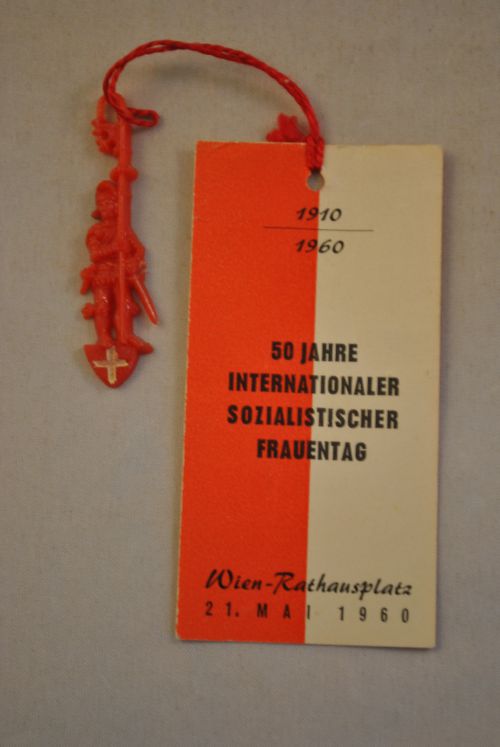 1910
1960
50 JAHRE
INTERNATIONALER
SOZIALISTISCHER
FRAUENTAG
Wien-Rathausplatz
21. MAI 1960